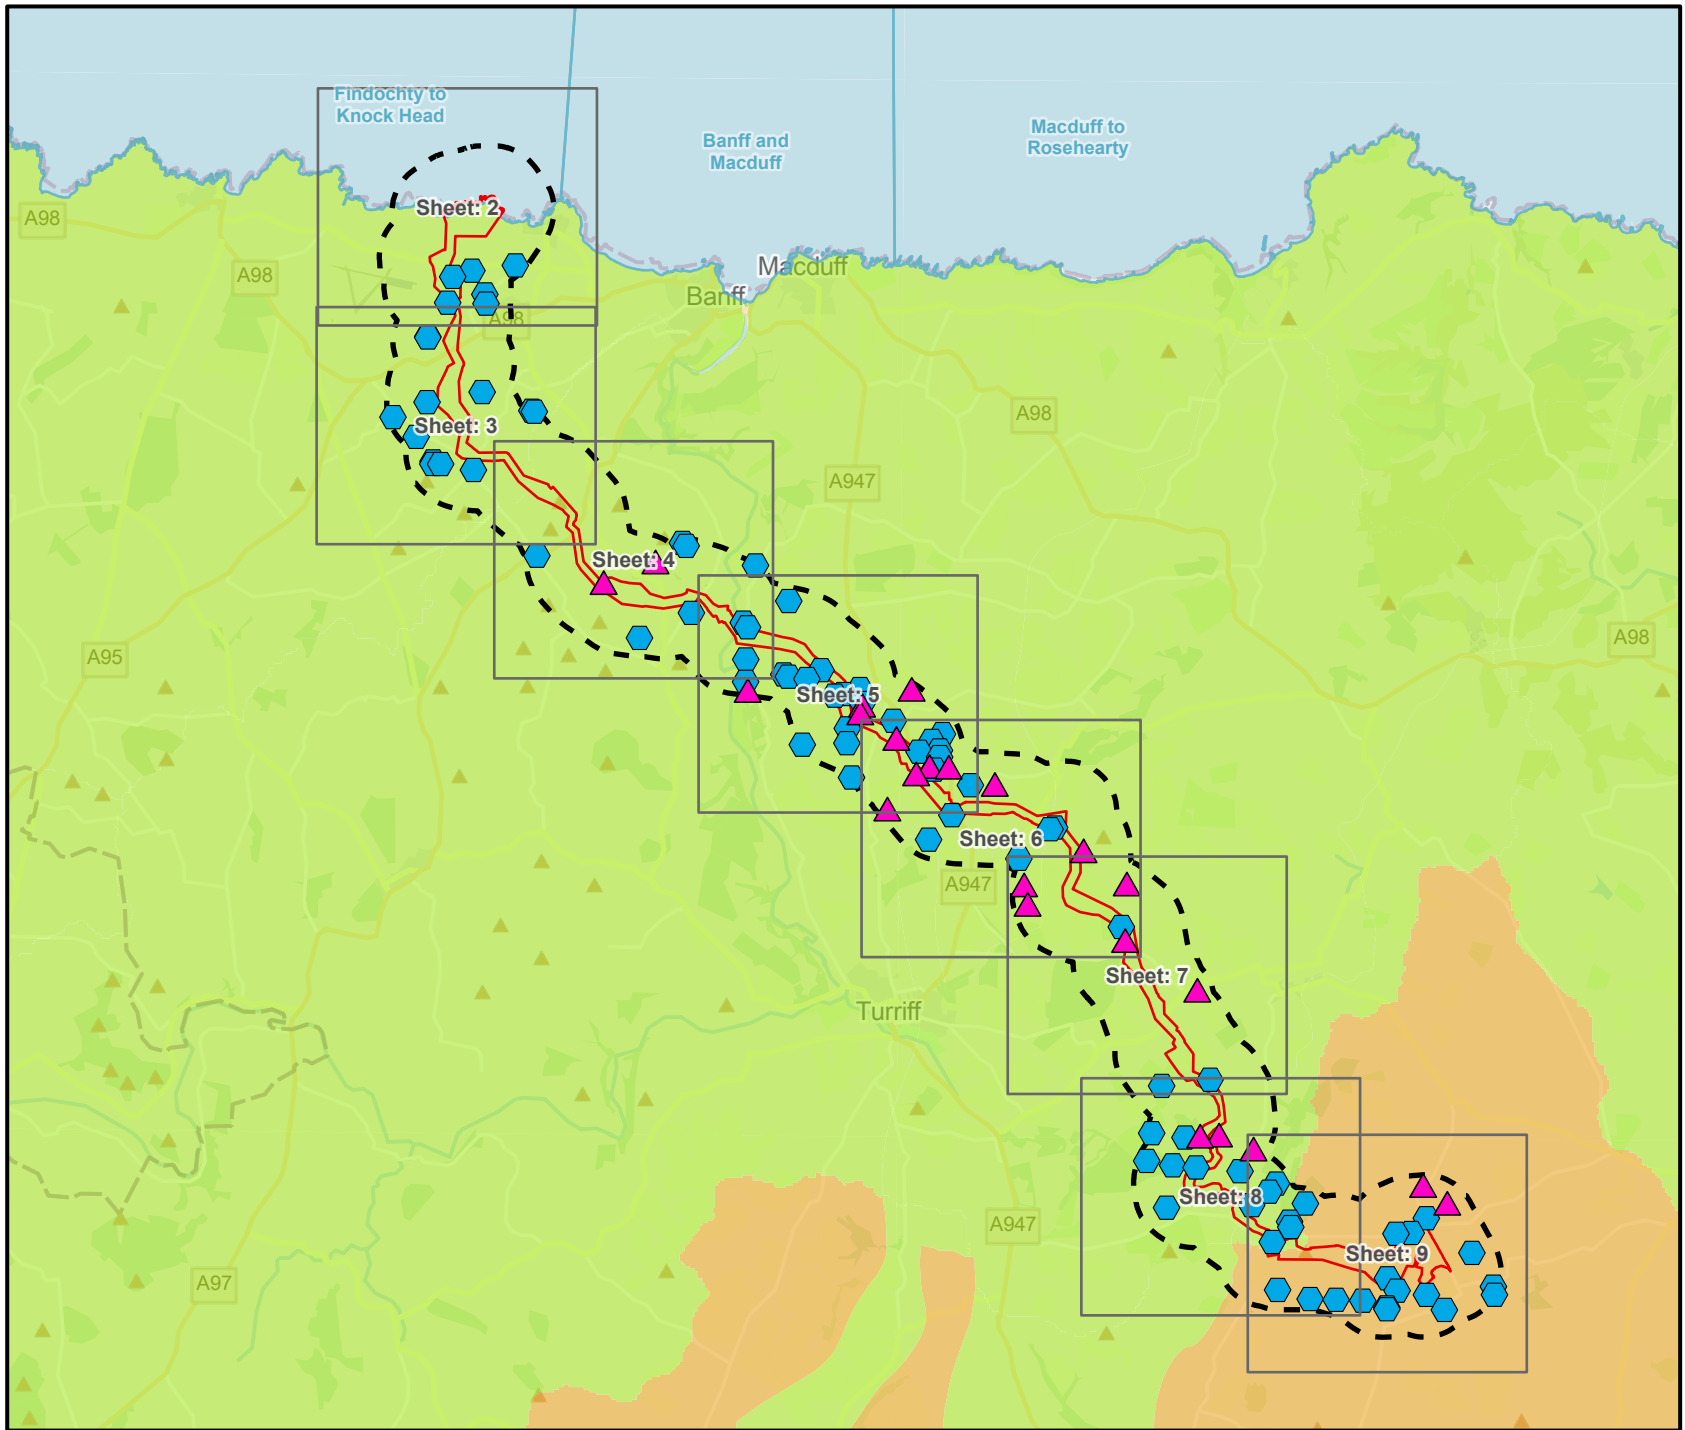 Findochty to
Knock Head
Banff and
Macduff
Macduff to
Rosehearty
Sheet: 2
A98
A98
Macduff
Banff
A98
A98
Sheet: 3
A947
Sheet: 4
A98
A95
Sheet: 5
Sheet: 6
A947
Sheet: 7
Turriff
Sheet: 8
A947
Sheet: 9
A97